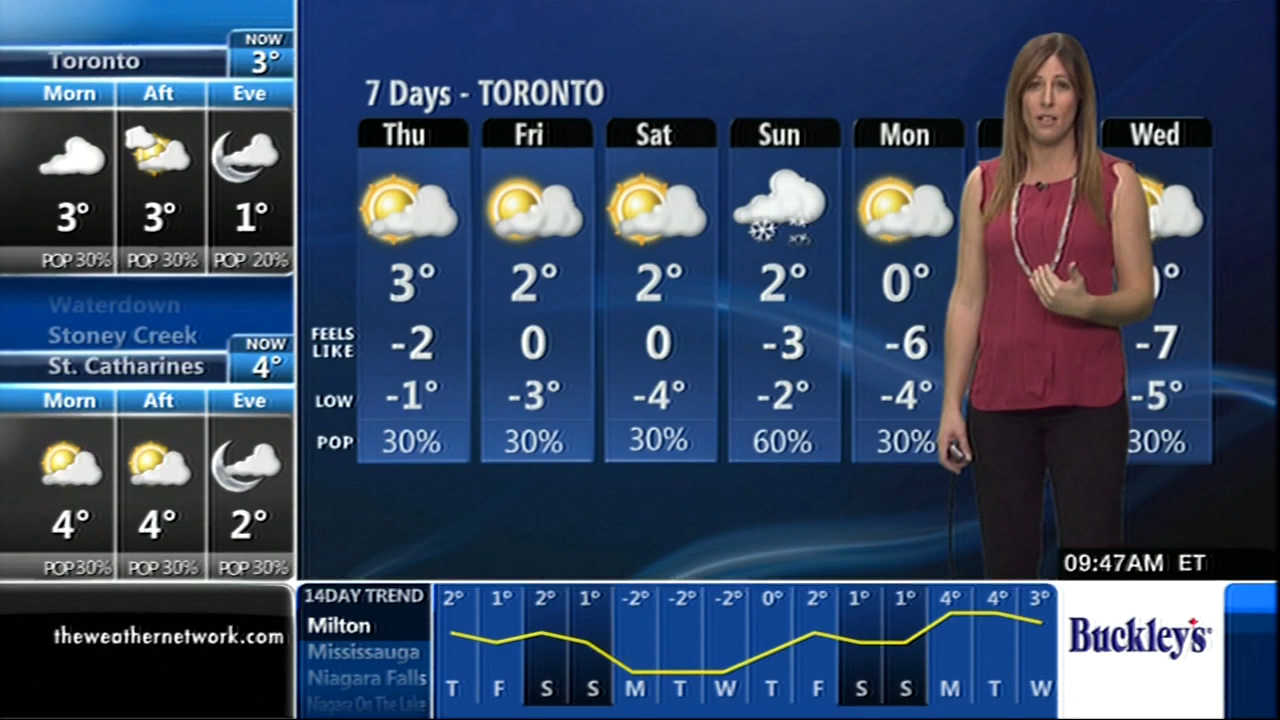 Toronto
NOW
3°
Morn Aft Eve
3° 3° 1°
POP 30% POP 30% POP 20%
Waterdown
Stoney Creek
St. Catharines
NOW
4°
Morn Aft Eve
4° 4° 2°
POP 30% POP 30% POP 30%
theweathernetwork.com
7 Days - TORONTO
Thu Fri Sat Sun Mon Wed
3° 2° 2° 2° 0° 0°
FEELS
LIKE
-2 0 0 -3 -6 -7
LOW -1° -3° -4° -2° -4° -5°
POP 30% 30% 30% 60% 30% 30%
09:47AM ET
14DAY TREND
Milton
Mississauga
Niagara Falls
Niagara On The Lake
2° 1° 2° 1° -2° -2° -2° 0° 2° 1° 1° 4° 4° 3°
T F S S M T W T F S S M T W
Buckley's